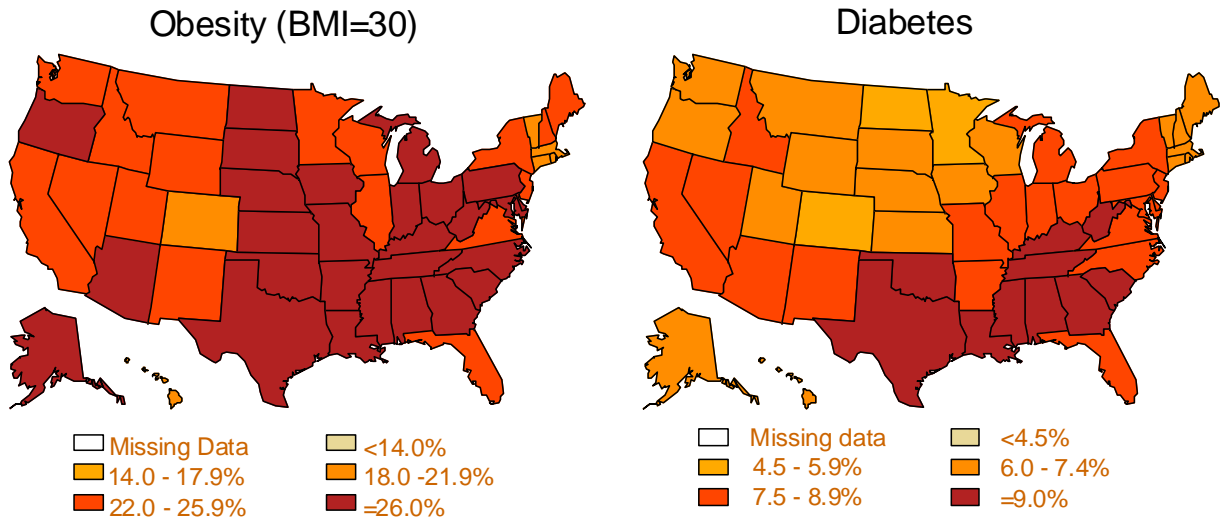 Obesity (BMI=30)
Diabetes
Missing Data
<14.0%
14.0 - 17.9%
18.0 -21.9%
22.0 - 25.9%
=26.0%
Missing data
<4.5%
4.5 - 5.9%
6.0 - 7.4%
7.5 - 8.9%
=9.0%